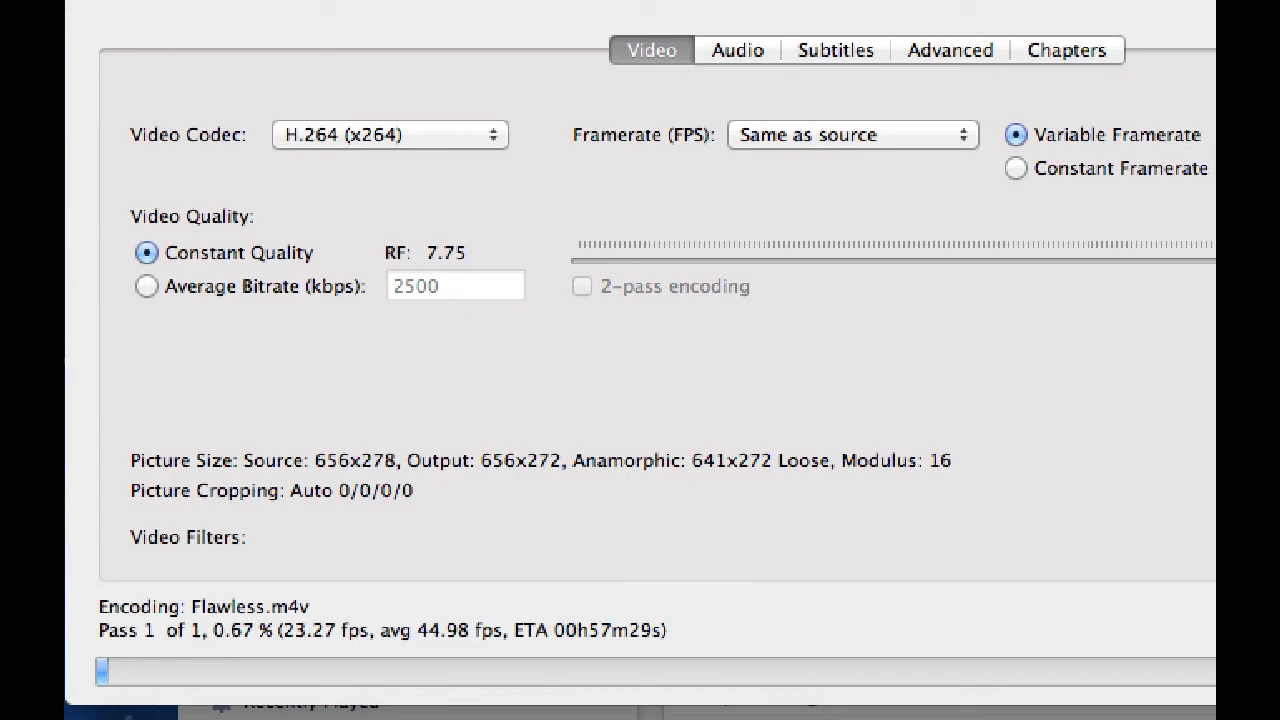 Video Audio Subtitles Advanced Chapters
Video Codec: H.264 (x264) Framerate (FPS): Same as source Variable Framerate
Constant Framerate
Video Quality:
Constant Quality RF: 7.75
Average Bitrate (kbps): 2500 2-pass encoding
Picture Size: Source: 656x278, Output: 656x272, Anamorphic: 641x272 Loose, Modulus: 16
Picture Cropping: Auto 0/0/0/0
Video Filters:
Encoding: Flawless.m4v
Pass 1 of 1, 0.67 % (23.27 fps, avg 44.98 fps, ETA 00h57m29s)
Recently Played